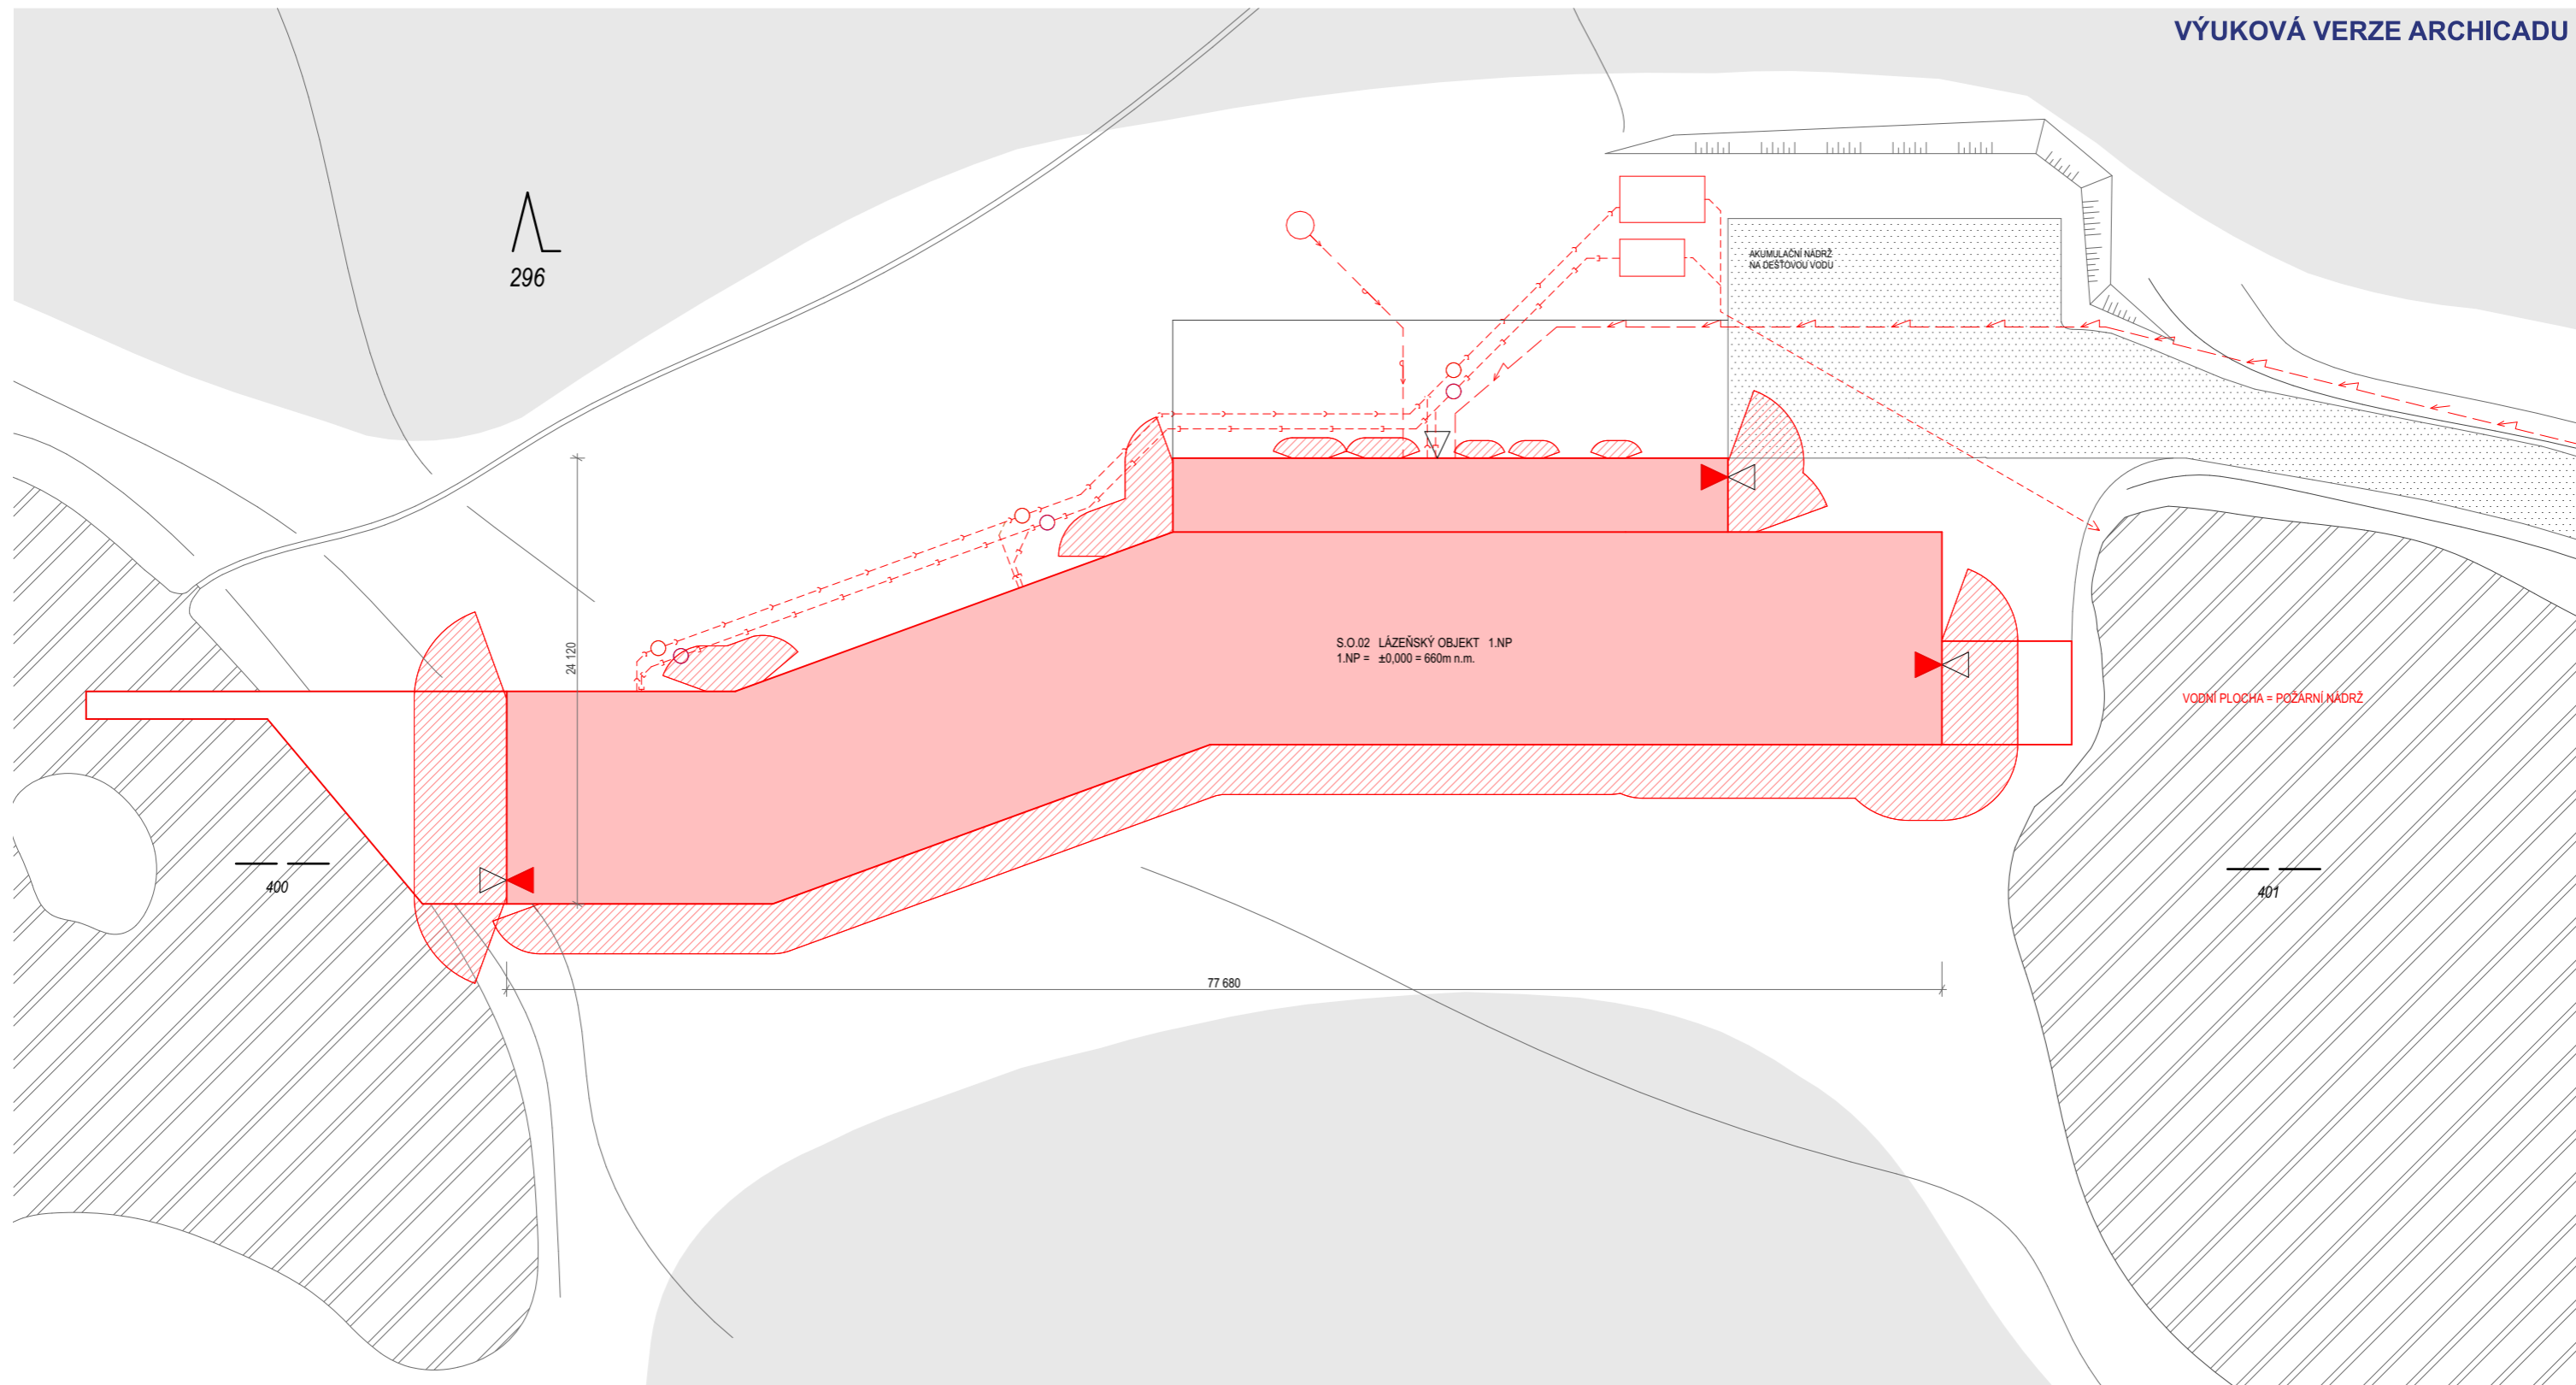 VÝUKOVÁ VERZE ARCHICADU
296
AKUMULAČNÍ NÁDRŽ
NA DEŠŤOVOU VODU
24 120
S.O.02 LÁZEŇSKÝ OBJEKT 1.NP
1.NP = ±0,000 = 660m n.m.
VODNÍ PLOCHA = POŽÁRNÍ NÁDRŽ
400
401
77 680